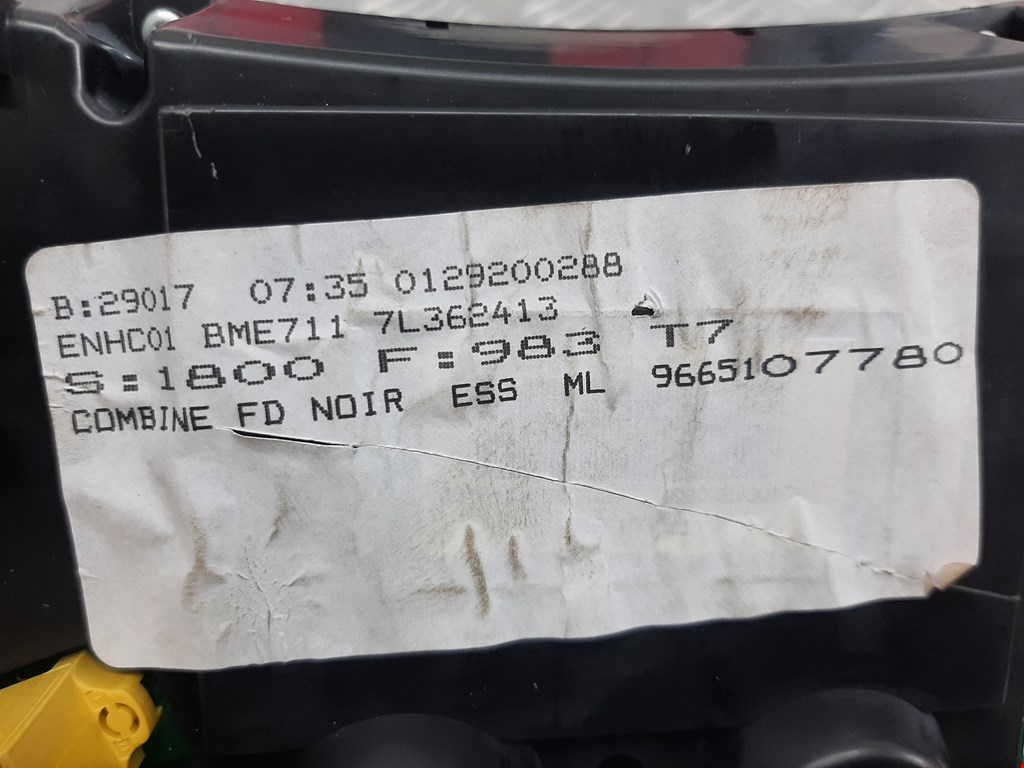 B:29017 07:35 0129200288
ENHC01 BME711 7L362413
S:1800 F:983 T7
COMBINE FD NOIR ESS ML 9665107780